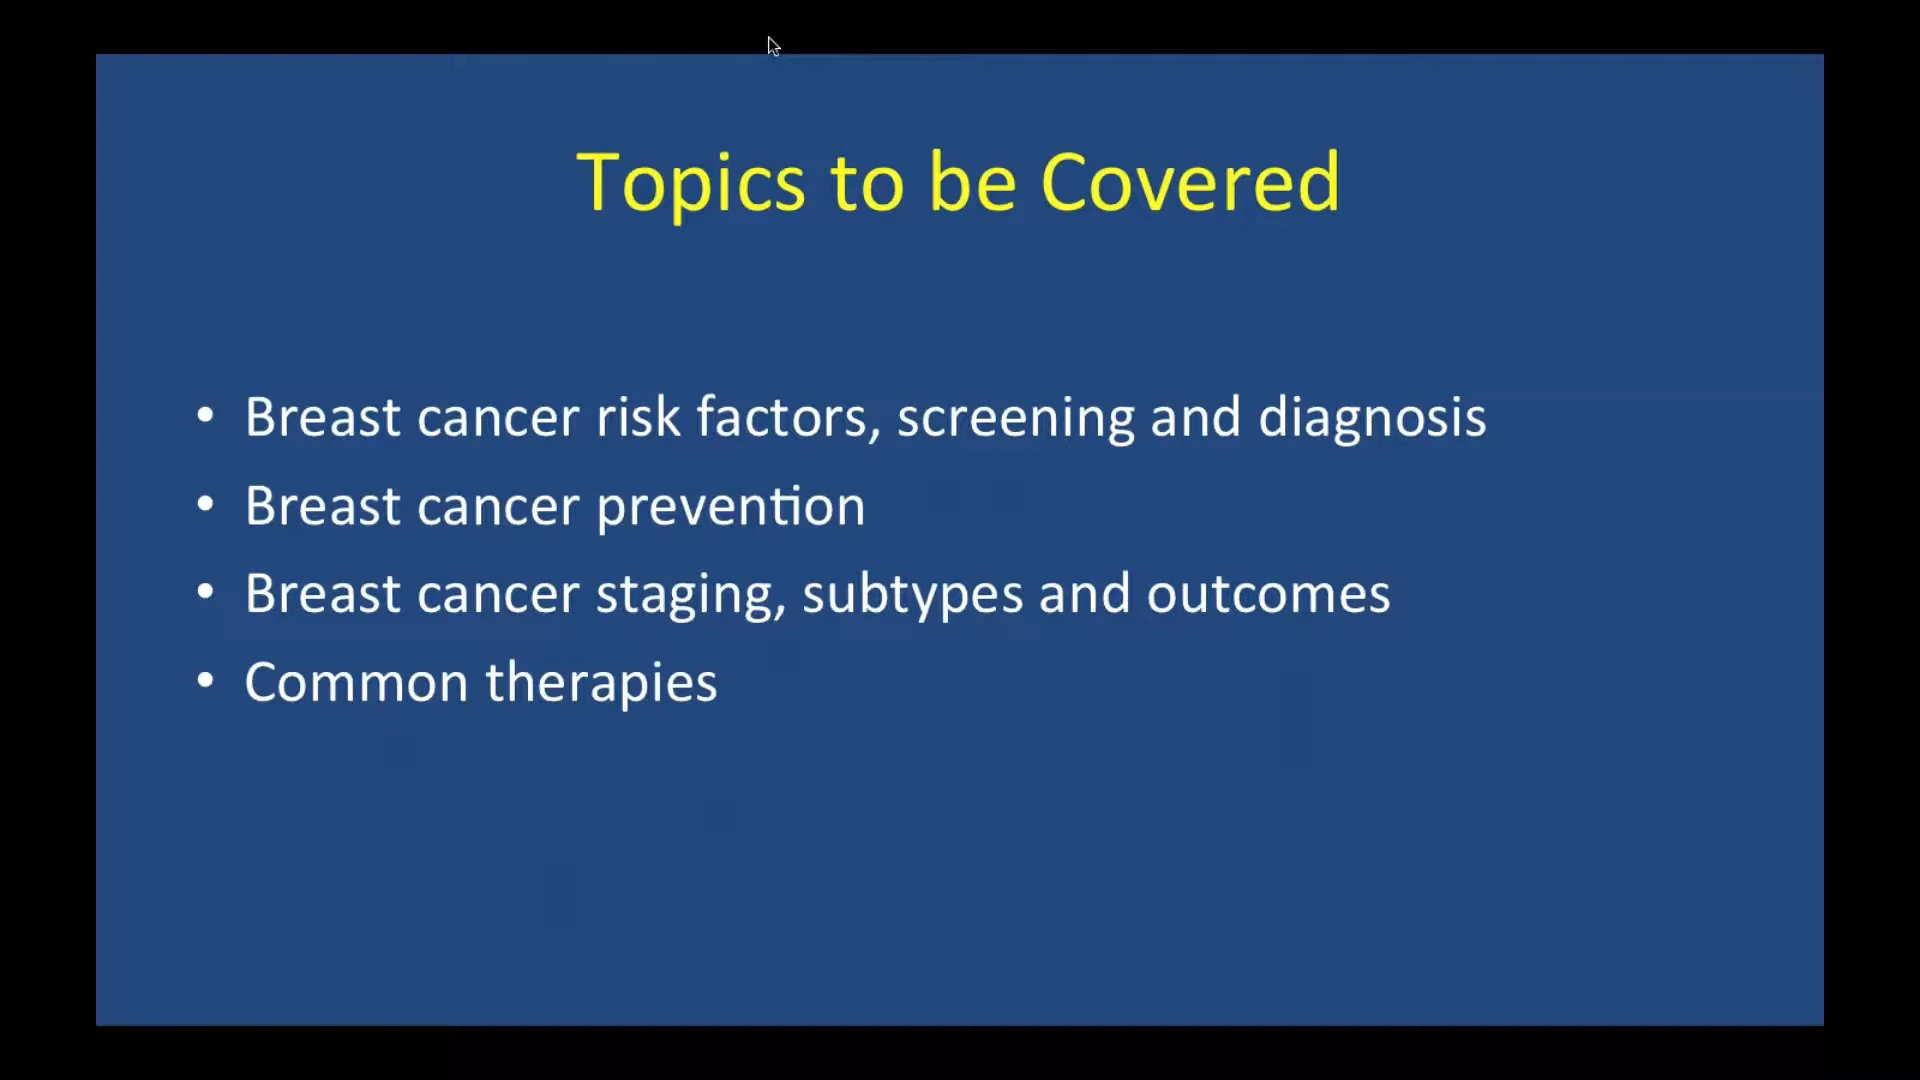 Topics to be Covered
• Breast cancer risk factors, screening and diagnosis
• Breast cancer prevention
• Breast cancer staging, subtypes and outcomes
• Common therapies